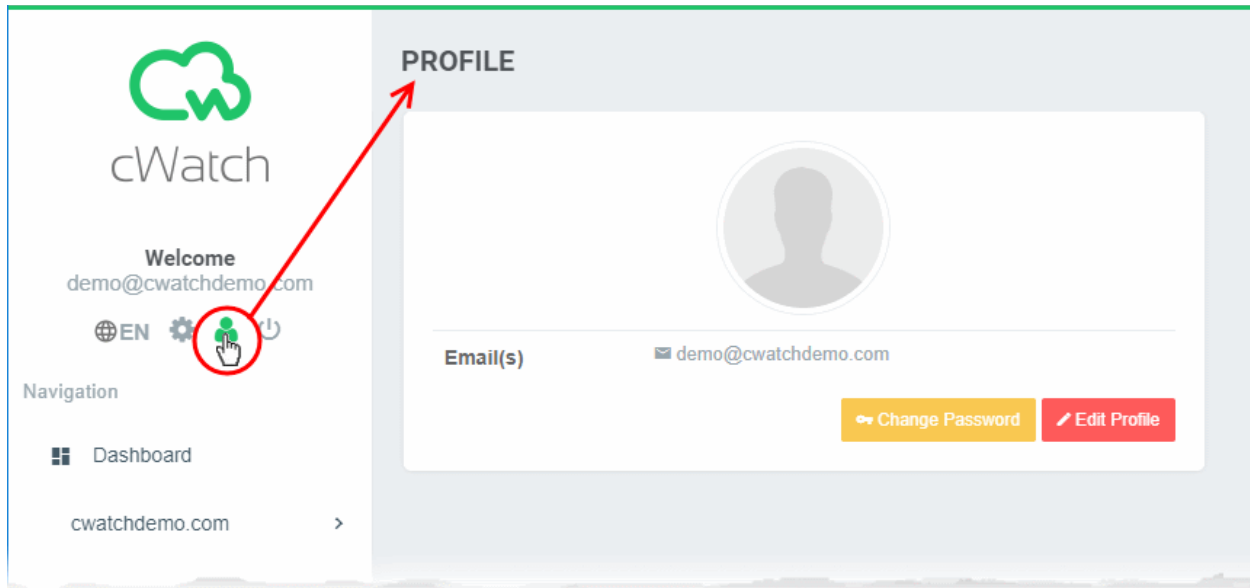 cWatch
Welcome
demo@cwatchdemo.com
EN
Navigation
Dashboard
cwatchdemo.com
PROFILE
Email(s)
demo@cwatchdemo.com
Change Password
Edit Profile